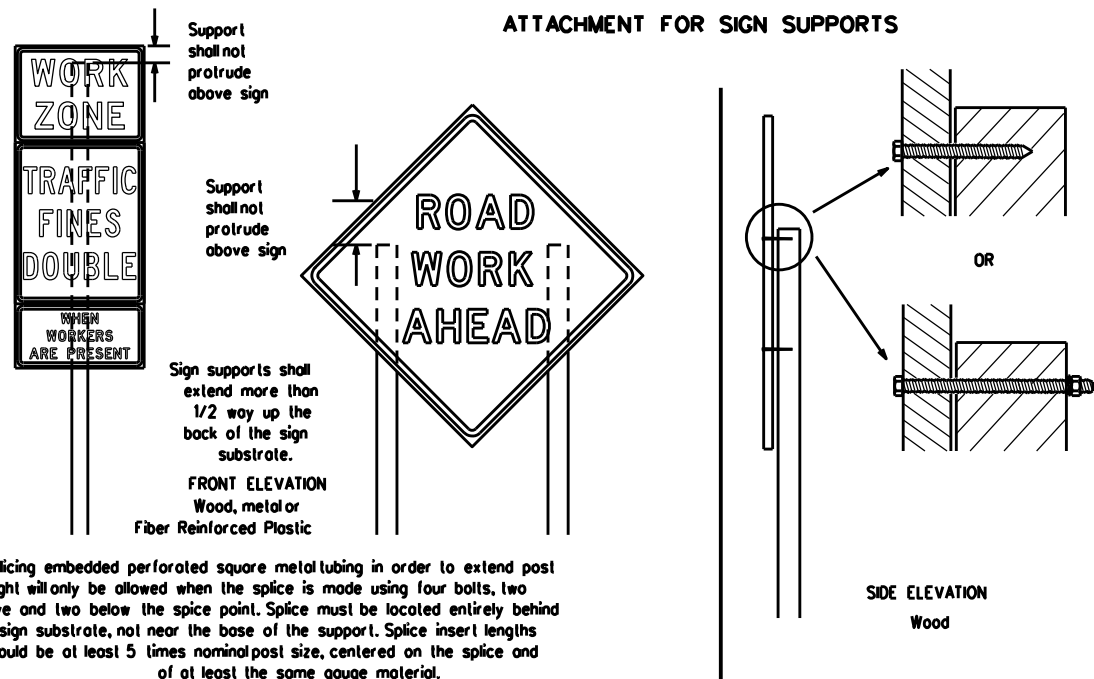 ATTACHMENT FOR SIGN SUPPORTS
Support
shall not
protrude
above sign
WORK
ZONE
TRAFFIC
FINES
DOUBLE
WHEN
WORKERS
ARE PRESENT
Support
shall not
protrude
above sign
ROAD
WORK
AHEAD
Sign supports shall
extend more than
1/2 way up the
back of the sign
substrate.
FRONT ELEVATION
Wood, metal or
Fiber Reinforced Plastic
OR
SIDE ELEVATION
Wood
embedded perforated square metal tubing in order to extend post
will only be allowed when the splice is made using four bolts, two
and two below the spice point. Splice must be located entirely behind
sign substrate, not near the base of the support. Splice insert lengths
be at least 5 times nominal post size, centered on the splice and
of at least the same gauge material.